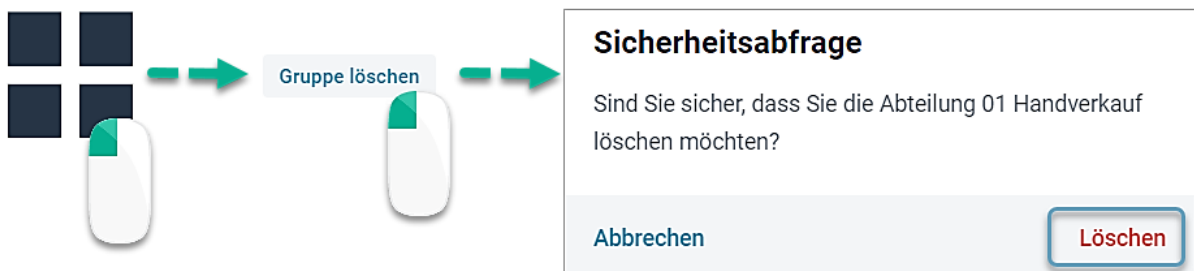 Gruppe löschen
Sicherheitsabfrage
Sind Sie sicher, dass Sie die Abteilung 01 Handverkauf
löschen möchten?
Abbrechen
Löschen